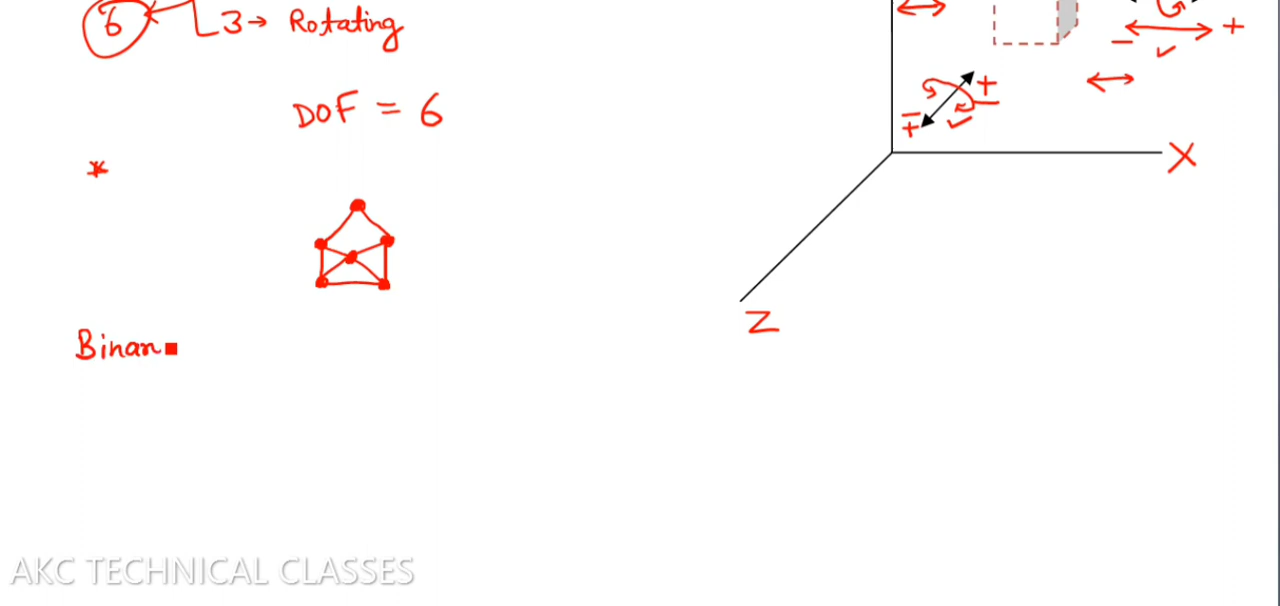 6 3→ Rotating
DOF = 6
*
Binan
+
−
+
−
−
+
X
Z
AKC TECHNICAL CLASSES